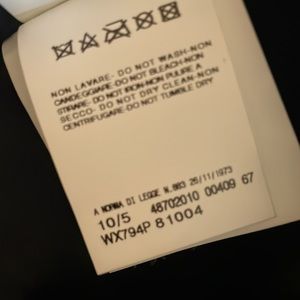 NON LAVARE- DO NOT WASH-NON
CANDEGGIARE-DO NOT BLEACH-NON
STIRARE- DO NOT IRON-NON PULIRE A
SECCO- DO NOT DRY CLEAN-NON
CENTRIFUGARE-DO NOT TUMBLE DRY
A NORMA DI LEGGE N.883 26/11/1973
10/5 48702010 00409 67
WX794P 81004